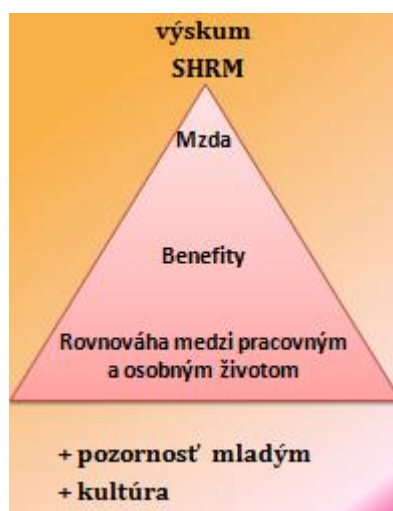 výskum
SHRM
Mzda
Benefity
Rovnováha medzi pracovným
a osobným životom
+ pozornosť mladým
+ kultúra